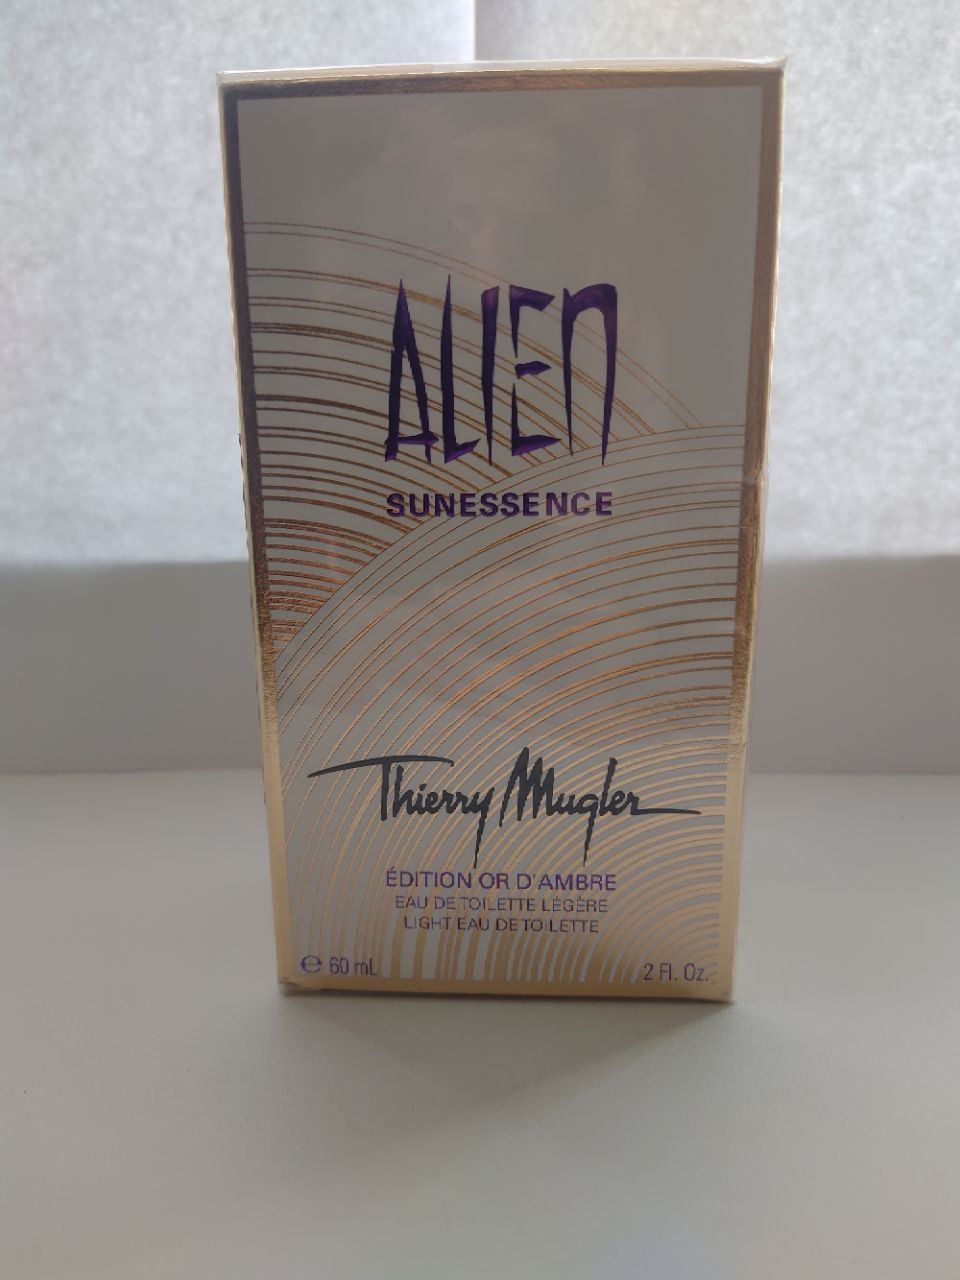 ALIEN
SUNESSENCE
Thierry Mugler
ÉDITION OR D'AMBRE
EAU DE TOILETTE LÉGÈRE
LIGHT EAU DE TOILETTE
℮ 60 mL 2 Fl. Oz.